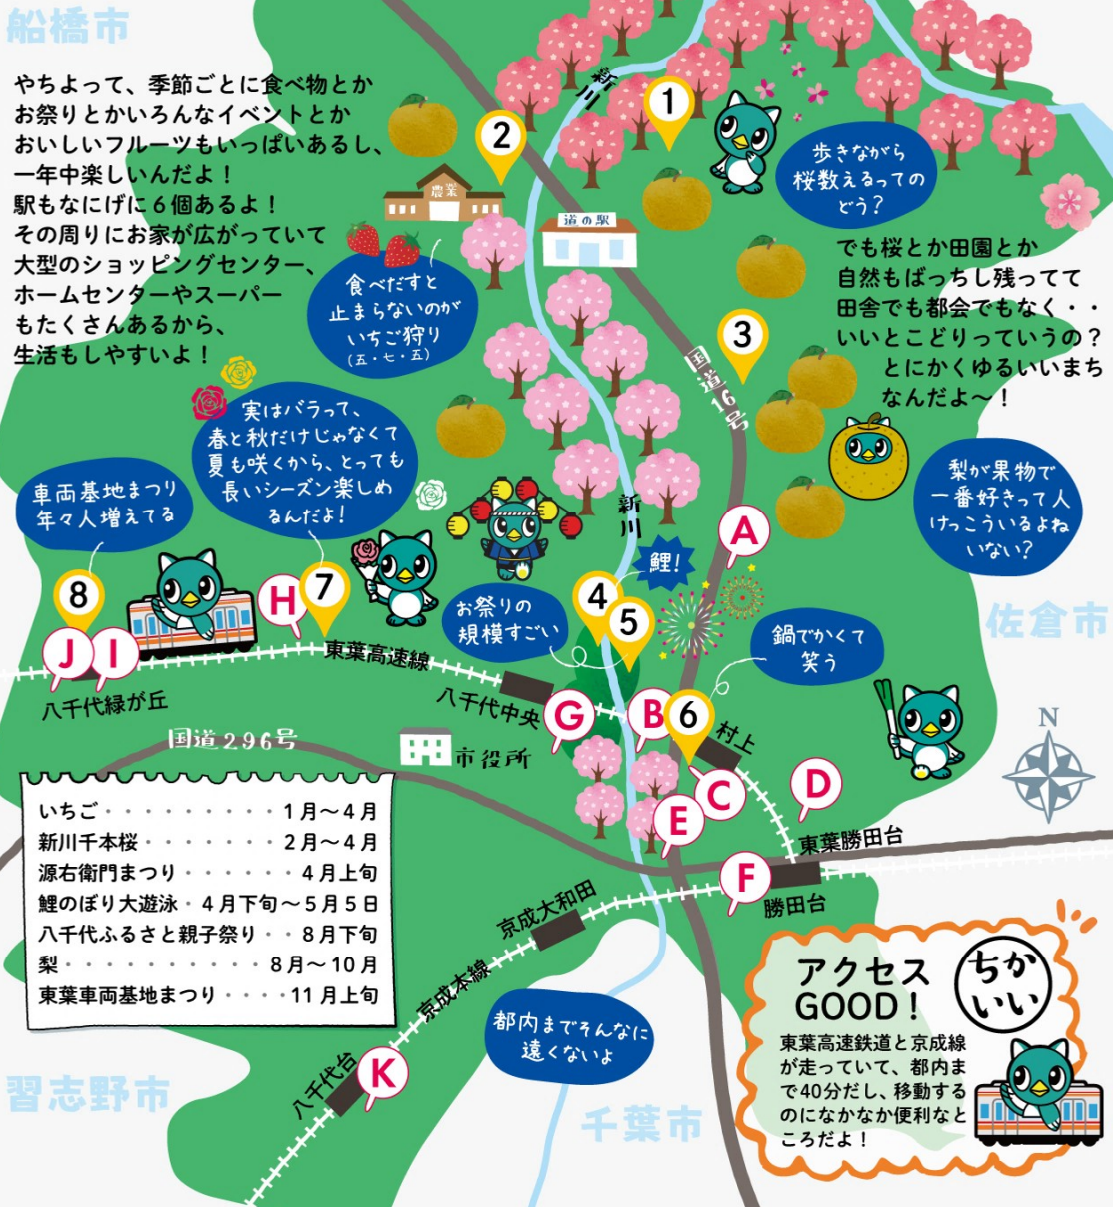 船橋市
やちよって、季節ごとに食べ物とか
お祭りとかいろんなイベントとか
おいしいフルーツもいっぱいあるし、
一年中楽しいんだよ！
駅もなにげに6個あるよ！
その周りにお家が広がっていて
大型のショッピングセンター、
ホームセンターやスーパー
もたくさんあるから、
生活もしやすいよ！
新川
1
2
歩きながら
桜数えるっての
どう？
農業
道の駅
食べだすと
止まらないのが
いちご狩り
(五・七・五)
でも桜とか田園とか
自然もばっちし残ってて
田舎でも都会でもなく・・
いいとこどりっていうの？
とにかくゆるいいまち
なんだよ〜！
3
国道16号
実はバラって、
春と秋だけじゃなくて
夏も咲くから、とっても
長いシーズン楽しめ
るんだよ！
車両基地まつり
年々人増えてる
梨が果物で
一番好きって人
けっこういるよね
いない？
新川
A
鯉！
8
H
7
4
5
お祭りの
規模すごい
鍋でかくて
笑う
佐倉市
J
I
東葉高速線
八千代緑が丘
八千代中央
G
B
6
村上
国道296号
市役所
N
C
D
E
東葉勝田台
F
勝田台
いちご・・・・・・・・・1月〜4月
新川千本桜・・・・・・・2月〜4月
源右衛門まつり・・・・・・4月上旬
鯉のぼり大遊泳・4月下旬〜5月5日
八千代ふるさと親子祭り・・8月下旬
梨・・・・・・・・・・8月〜10月
東葉車両基地まつり・・・・11月上旬
京成大和田
京成本線
八千代台
K
都内までそんなに
遠くないよ
習志野市
千葉市
アクセス
GOOD！
ちかいい
東葉高速鉄道と京成線
が走っていて、都内ま
で40分だし、移動する
のになかなか便利なと
ころだよ！